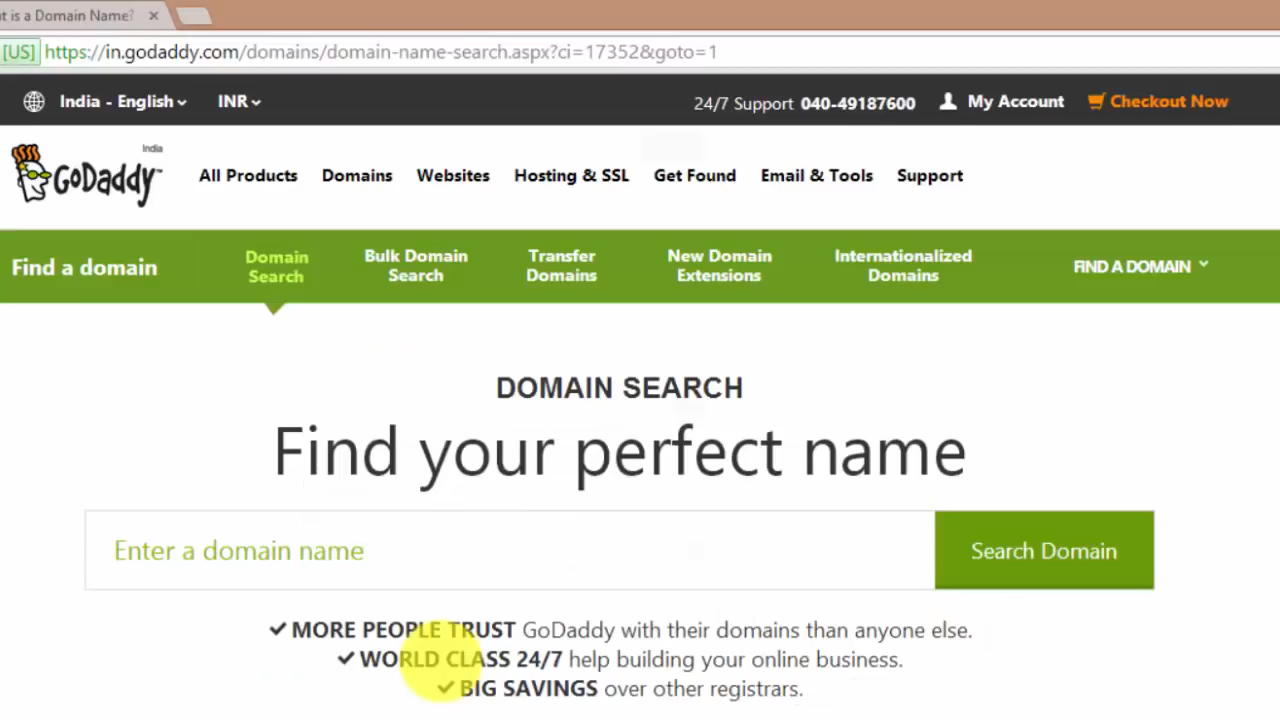 t is a Domain Name? ×
[US] https://in.godaddy.com/domains/domain-name-search.aspx?ci=17352&goto=1
India - English INR 24/7 Support 040-49187600 My Account Checkout Now
India
GoDaddy™ All Products Domains Websites Hosting & SSL Get Found Email & Tools Support
Find a domain Domain Search Bulk Domain Search Transfer Domains New Domain Extensions Internationalized Domains FIND A DOMAIN
DOMAIN SEARCH
Find your perfect name
Enter a domain name Search Domain
✔ MORE PEOPLE TRUST GoDaddy with their domains than anyone else.
✔ WORLD CLASS 24/7 help building your online business.
✔ BIG SAVINGS over other registrars.